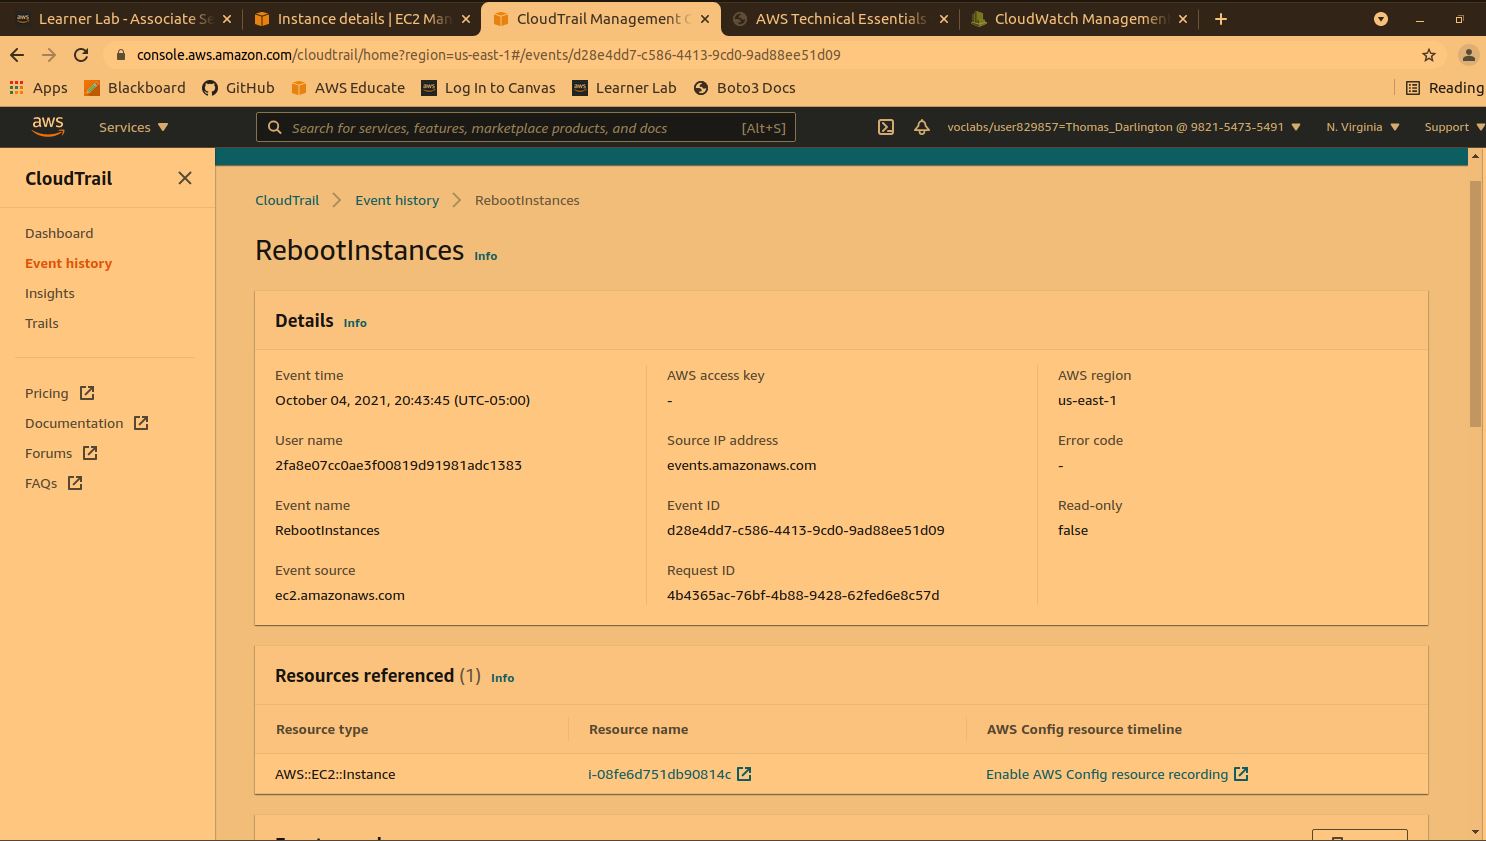 Learner Lab - Associate Se
Instance details | EC2 Man
CloudTrail Management C
AWS Technical Essentials
CloudWatch Managemen
console.aws.amazon.com/cloudtrail/home?region=us-east-1#/events/d28e4dd7-c586-4413-9cd0-9ad88ee51d09
Apps Blackboard GitHub AWS Educate Log In to Canvas Learner Lab Boto3 Docs Reading
aws Services Search for services, features, marketplace products, and docs [Alt+S] voclabs/user829857=Thomas_Darlington @ 9821-5473-5491 N. Virginia Support
CloudTrail
Dashboard
Event history
Insights
Trails
Pricing
Documentation
Forums
FAQs
CloudTrail Event history RebootInstances
RebootInstances Info
Details Info
Event time
October 04, 2021, 20:43:45 (UTC-05:00)
User name
2fa8e07cc0ae3f00819d91981adc1383
Event name
RebootInstances
Event source
ec2.amazonaws.com
AWS access key
-
Source IP address
events.amazonaws.com
Event ID
d28e4dd7-c586-4413-9cd0-9ad88ee51d09
Request ID
4b4365ac-76bf-4b88-9428-62fed6e8c57d
AWS region
us-east-1
Error code
-
Read-only
false
Resources referenced (1) Info
Resource type Resource name AWS Config resource timeline
AWS::EC2::Instance i-08fe6d751db90814c Enable AWS Config resource recording